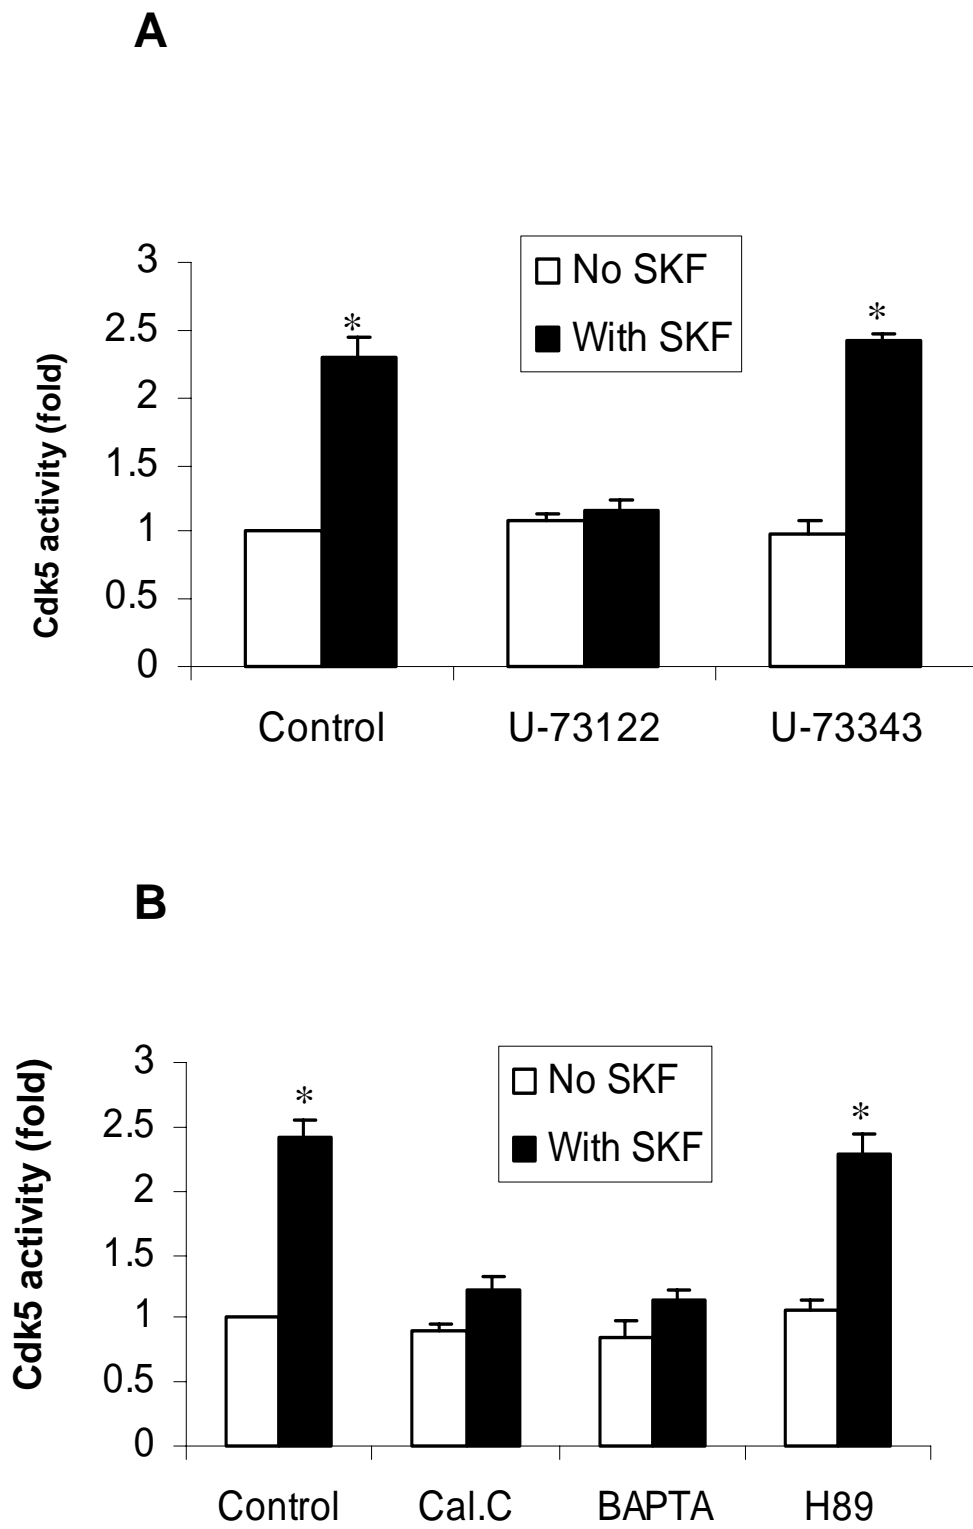 A
3
2.5
2
1.5
1
0.5
0
Cdk5 activity (fold)
No SKF
With SKF
*
*
Control
U-73122
U-73343
B
3
2.5
2
1.5
1
0.5
0
Cdk5 activity (fold)
No SKF
With SKF
*
*
Control
Cal.C
BAPTA
H89